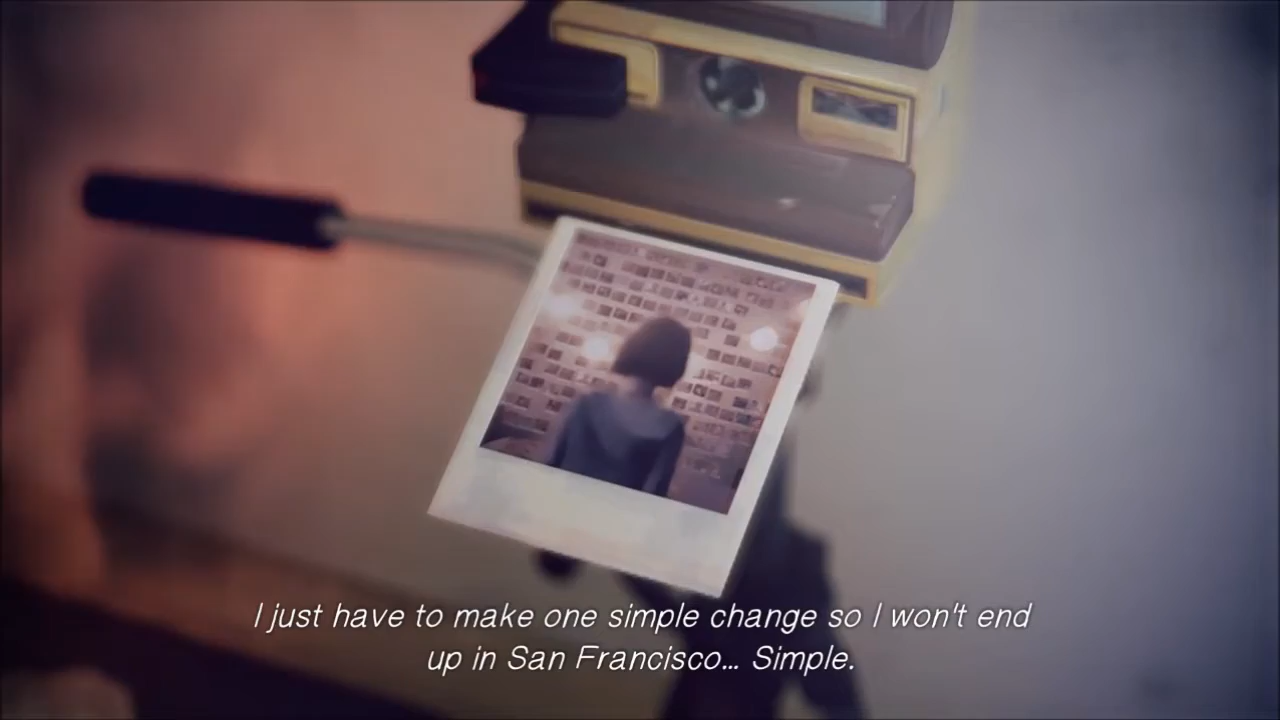 I just have to make one simple change so I won't end
up in San Francisco... Simple.